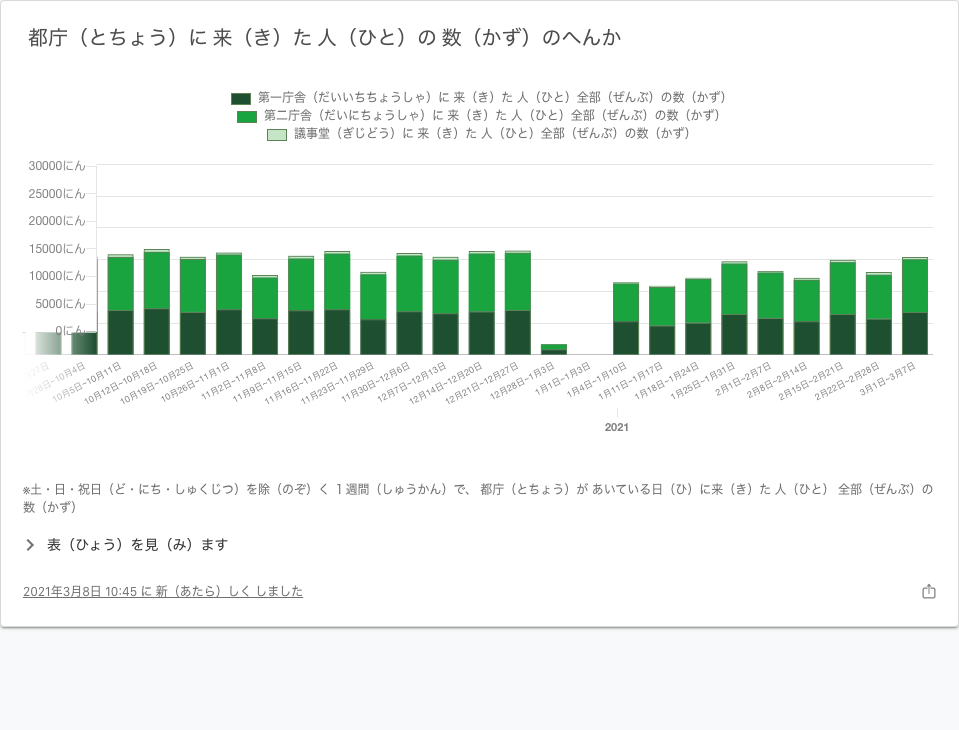 都庁（とちょう）に 来（き）た 人（ひと）の 数（かず）のへんか
第一庁舎（だいいちちょうしゃ）に 来（き）た 人（ひと）全部（ぜんぶ）の数（かず）
第二庁舎（だいにちょうしゃ）に 来（き）た 人（ひと）全部（ぜんぶ）の数（かず）
議事堂（ぎじどう）に 来（き）た 人（ひと）全部（ぜんぶ）の数（かず）
30000にん
25000にん
20000にん
15000にん
10000にん
5000にん
0にん
10月5日~10月11日
10月12日~10月18日
10月19日~10月25日
10月26日~11月1日
11月2日~11月8日
11月9日~11月15日
11月16日~11月22日
11月23日~11月29日
11月30日~12月6日
12月7日~12月13日
12月14日~12月20日
12月21日~12月27日
12月28日~1月3日
1月1日~1月3日
1月4日~1月10日
1月11日~1月17日
1月18日~1月24日
1月25日~1月31日
2月1日~2月7日
2月8日~2月14日
2月15日~2月21日
2月22日~2月28日
3月1日~3月7日
2021
※土・日・祝日（ど・にち・しゅくじつ）を除（のぞ）く １週間（しゅうかん）で、 都庁（とちょう）が あいている日（ひ）に来（き）た 人（ひと） 全部（ぜんぶ）の
数（かず）
表（ひょう）を見（み）ます
2021年3月8日 10:45 に 新（あたら）しく しました